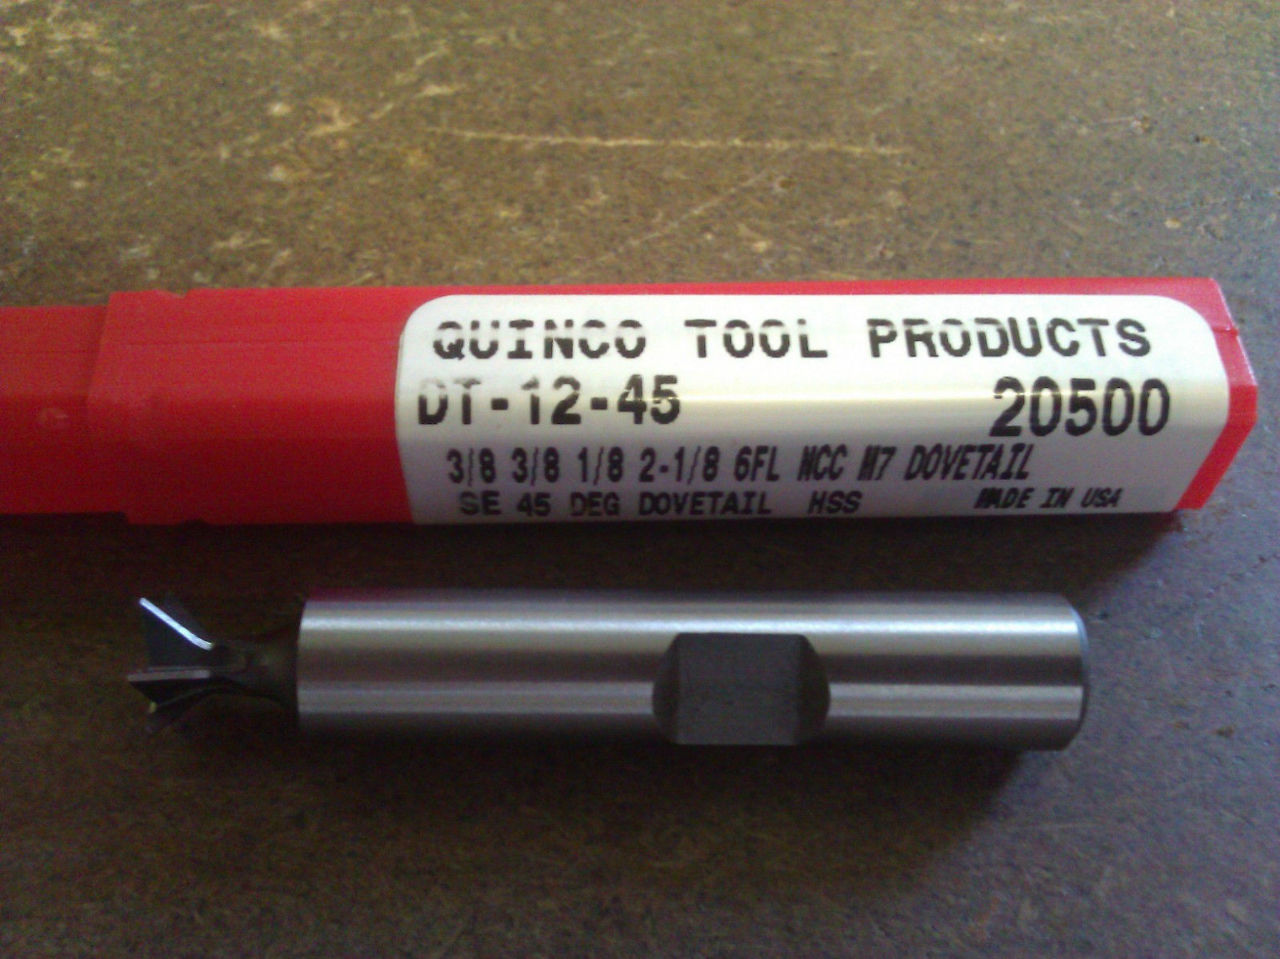 QUINCO TOOL PRODUCTS
DT-12-45 20500
3/8 3/8 1/8 2-1/8 6FL NCC M7 DOVETAIL
SE 45 DEG DOVETAIL HSS MADE IN USA